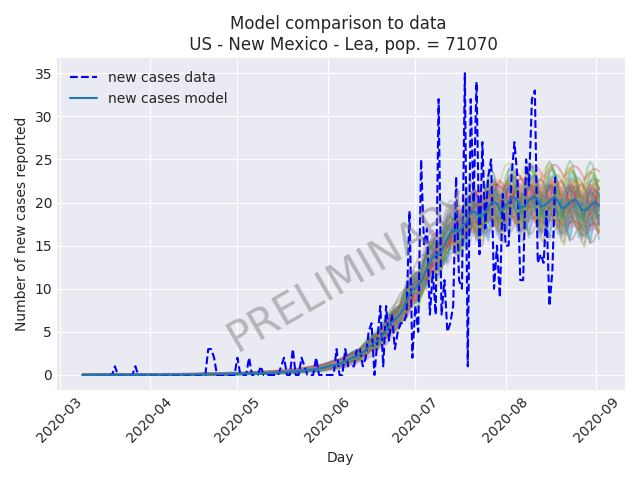 Model comparison to data
US - New Mexico - Lea, pop. = 71070
new cases data
new cases model
Number of new cases reported
35
30
25
20
15
10
5
0
PRELIMINARY
2020-03
2020-04
2020-05
2020-06
2020-07
2020-08
2020-09
Day